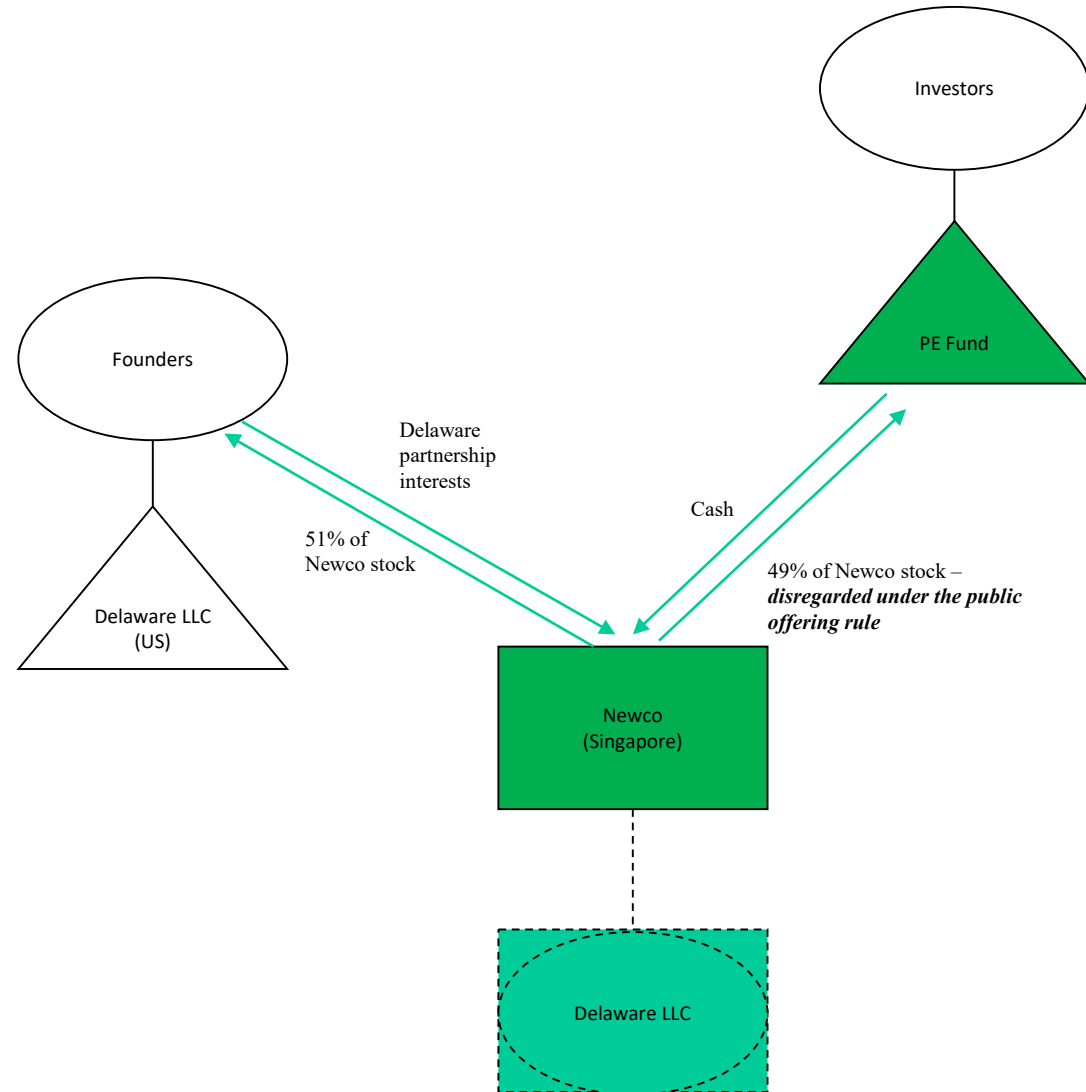 Investors
PE Fund
Founders
Delaware
partnership
interests
Cash
51% of
Newco stock
49% of Newco stock –
disregarded under the public
offering rule
Delaware LLC
(US)
Newco
(Singapore)
Delaware LLC